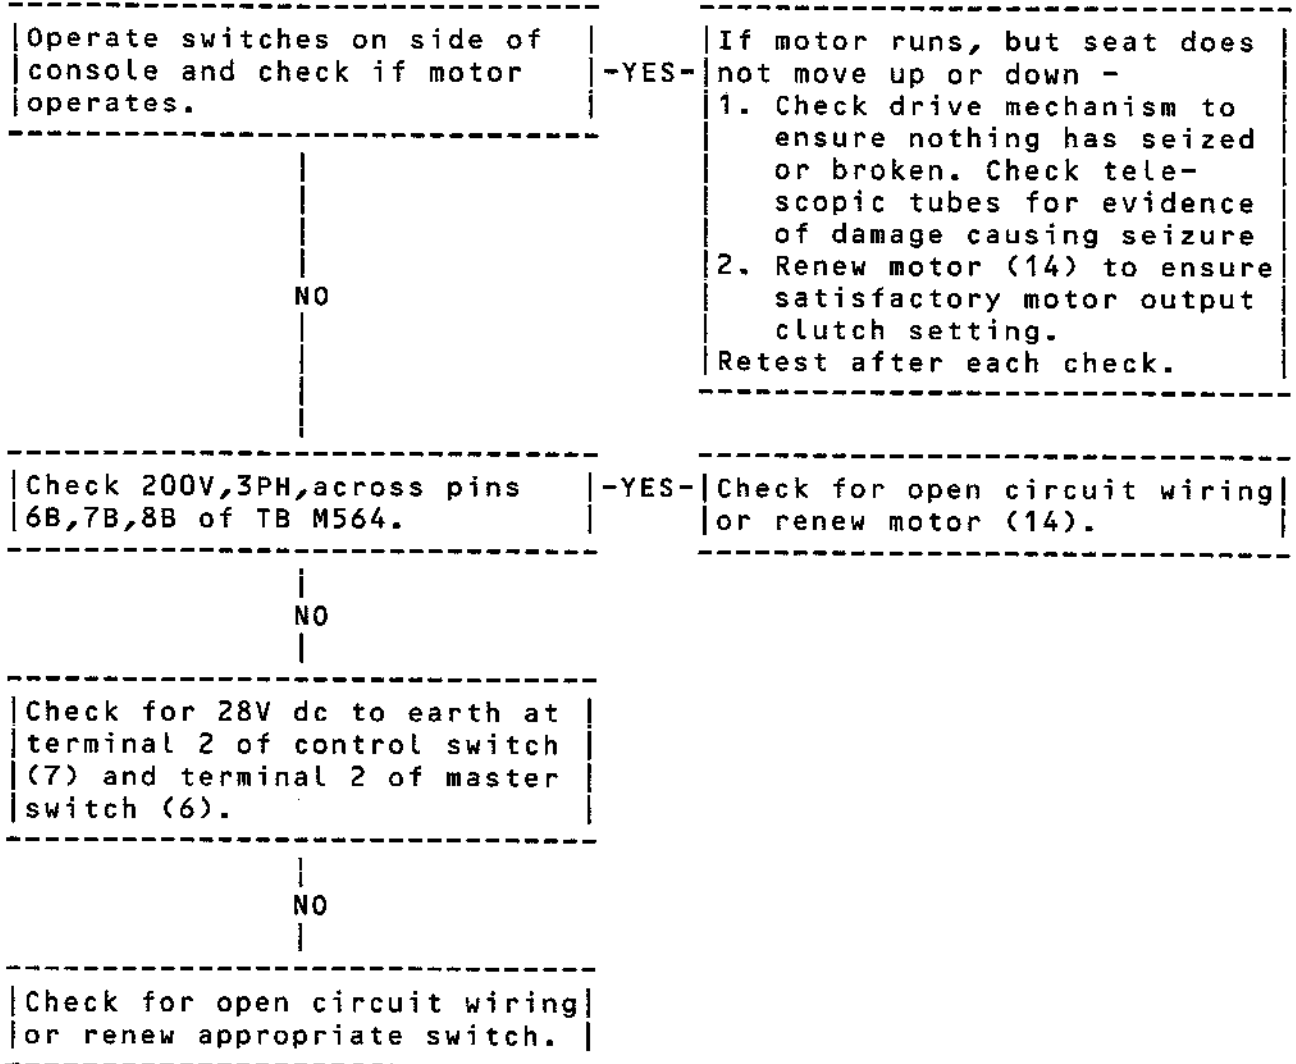 Operate switches on side of
console and check if motor
operates.
-YES-
If motor runs, but seat does
not move up or down -
1. Check drive mechanism to
ensure nothing has seized
or broken. Check tele-
scopic tubes for evidence
of damage causing seizure
2. Renew motor (14) to ensure
satisfactory motor output
clutch setting.
Retest after each check.
NO
Check 200V,3PH,across pins
6B,7B,8B of TB M564.
-YES-
Check for open circuit wiring
or renew motor (14).
NO
Check for 28V dc to earth at
terminal 2 of control switch
(7) and terminal 2 of master
switch (6).
NO
Check for open circuit wiring
or renew appropriate switch.